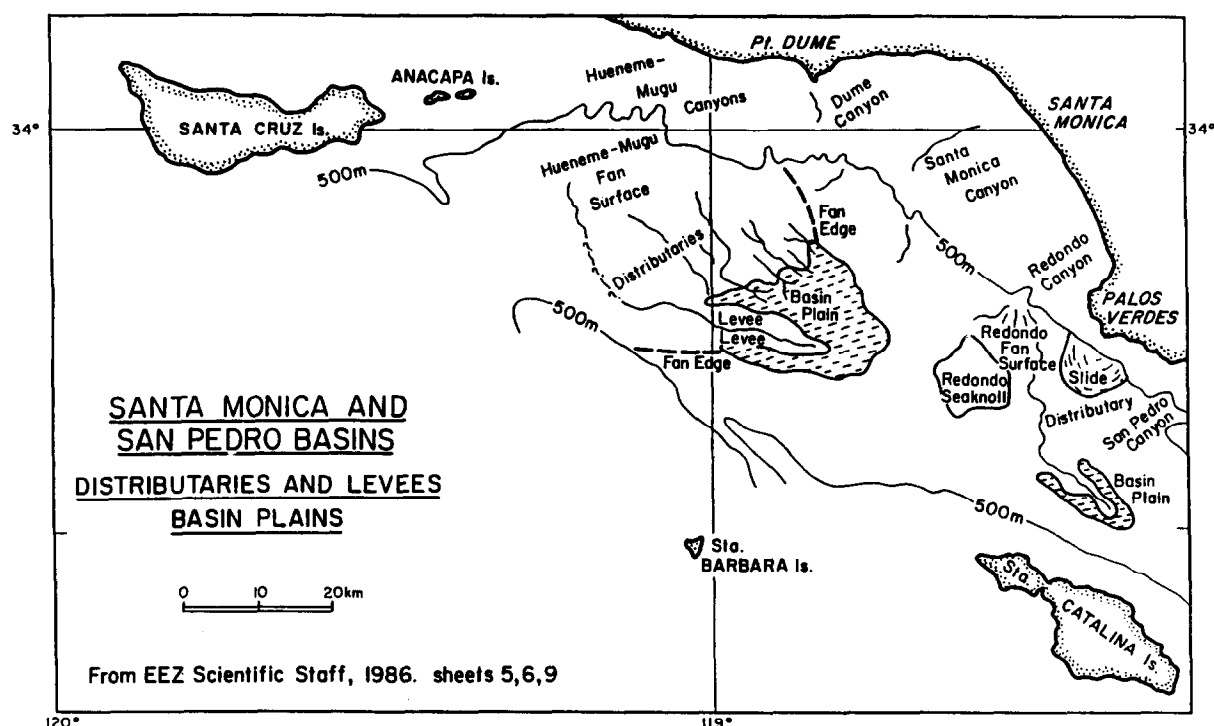 Pt. DUME
ANACAPA Is.
Hueneme-
Mugu
Canyons
Dume
Canyon
SANTA
MONICA
34°
34°
SANTA CRUZ Is.
500m
Hueneme-Mugu
Fan
Surface
Santa
Monica
Canyon
Fan
Edge
500m
Distributaries
Redondo
Canyon
Basin
Plain
PALOS
VERDES
500m
Levee
Levee
Fan Edge
Redondo
Fan
Surface
Redondo
Seaknoll
Slide
Distributary
San Pedro
Canyon
SANTA MONICA AND
SAN PEDRO BASINS
DISTRIBUTARIES AND LEVEES
BASIN PLAINS
Basin
Plain
500m
Sta.
BARBARA Is.
Sta.
CATALINA Is.
0 10 20km
From EEZ Scientific Staff, 1986. sheets 5,6,9
120°
119°